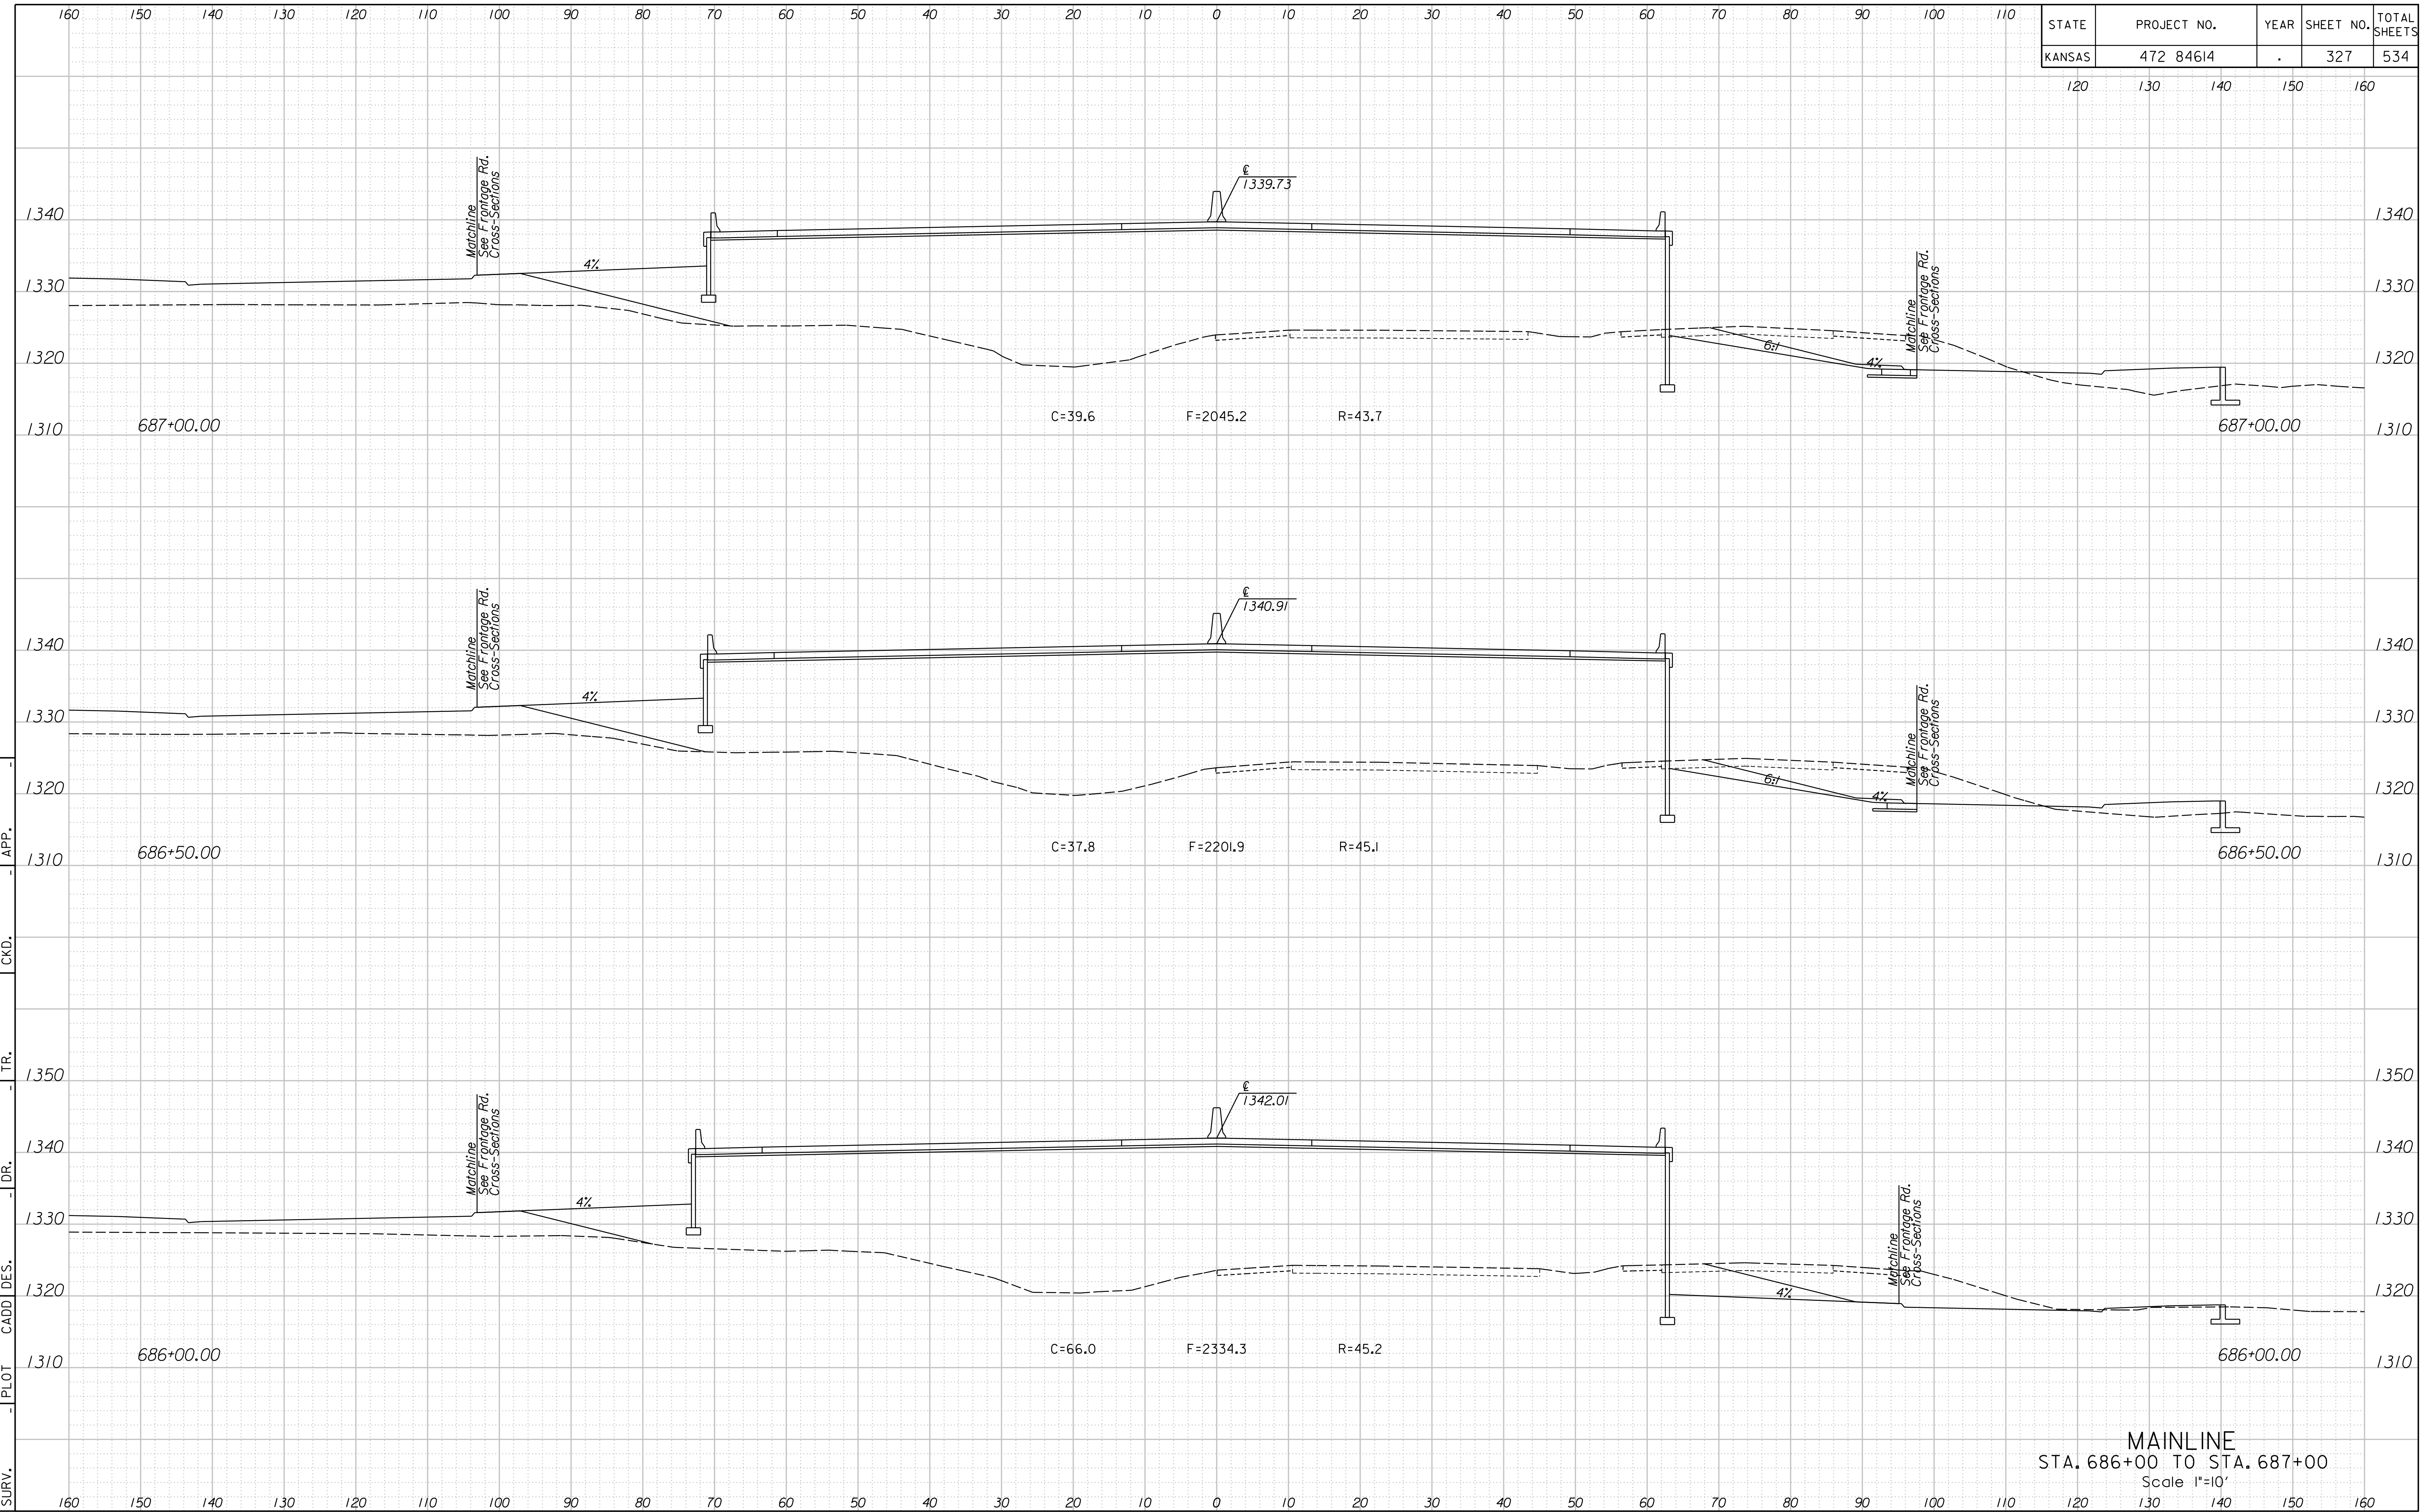 160 150 140 130 120 110 100 90 80 70 60 50 40 30 20 10 0 10 20 30 40 50 60 70 80 90 100 110
STATE PROJECT NO. YEAR SHEET NO. TOTAL SHEETS
KANSAS 472 84614 . 327 534
120 130 140 150 160
Matchline
See Frontage Rd.
Cross-Sections
℄
1339.73
1340 1340
4%
Matchline
See Frontage Rd.
Cross-Sections
1330 1330
6:1
4%
1320 1320
C=39.6 F=2045.2 R=43.7
687+00.00 687+00.00
1310 1310
Matchline
See Frontage Rd.
Cross-Sections
℄
1340.91
1340 1340
4%
Matchline
See Frontage Rd.
Cross-Sections
1330 1330
6:1
4%
1320 1320
C=37.8 F=2201.9 R=45.1
686+50.00 686+50.00
1310 1310
1350 1350
Matchline
See Frontage Rd.
Cross-Sections
℄
1342.01
1340 1340
4%
Matchline
See Frontage Rd.
Cross-Sections
1330 1330
4%
1320 1320
C=66.0 F=2334.3 R=45.2
686+00.00 686+00.00
1310 1310
MAINLINE
STA. 686+00 TO STA. 687+00
Scale 1"=10'
160 150 140 130 120 110 100 90 80 70 60 50 40 30 20 10 0 10 20 30 40 50 60 70 80 90 100 110 120 130 140 150 160
SURV. - PLOT CADD DES. - DR. - TR. CKD. - APP. -